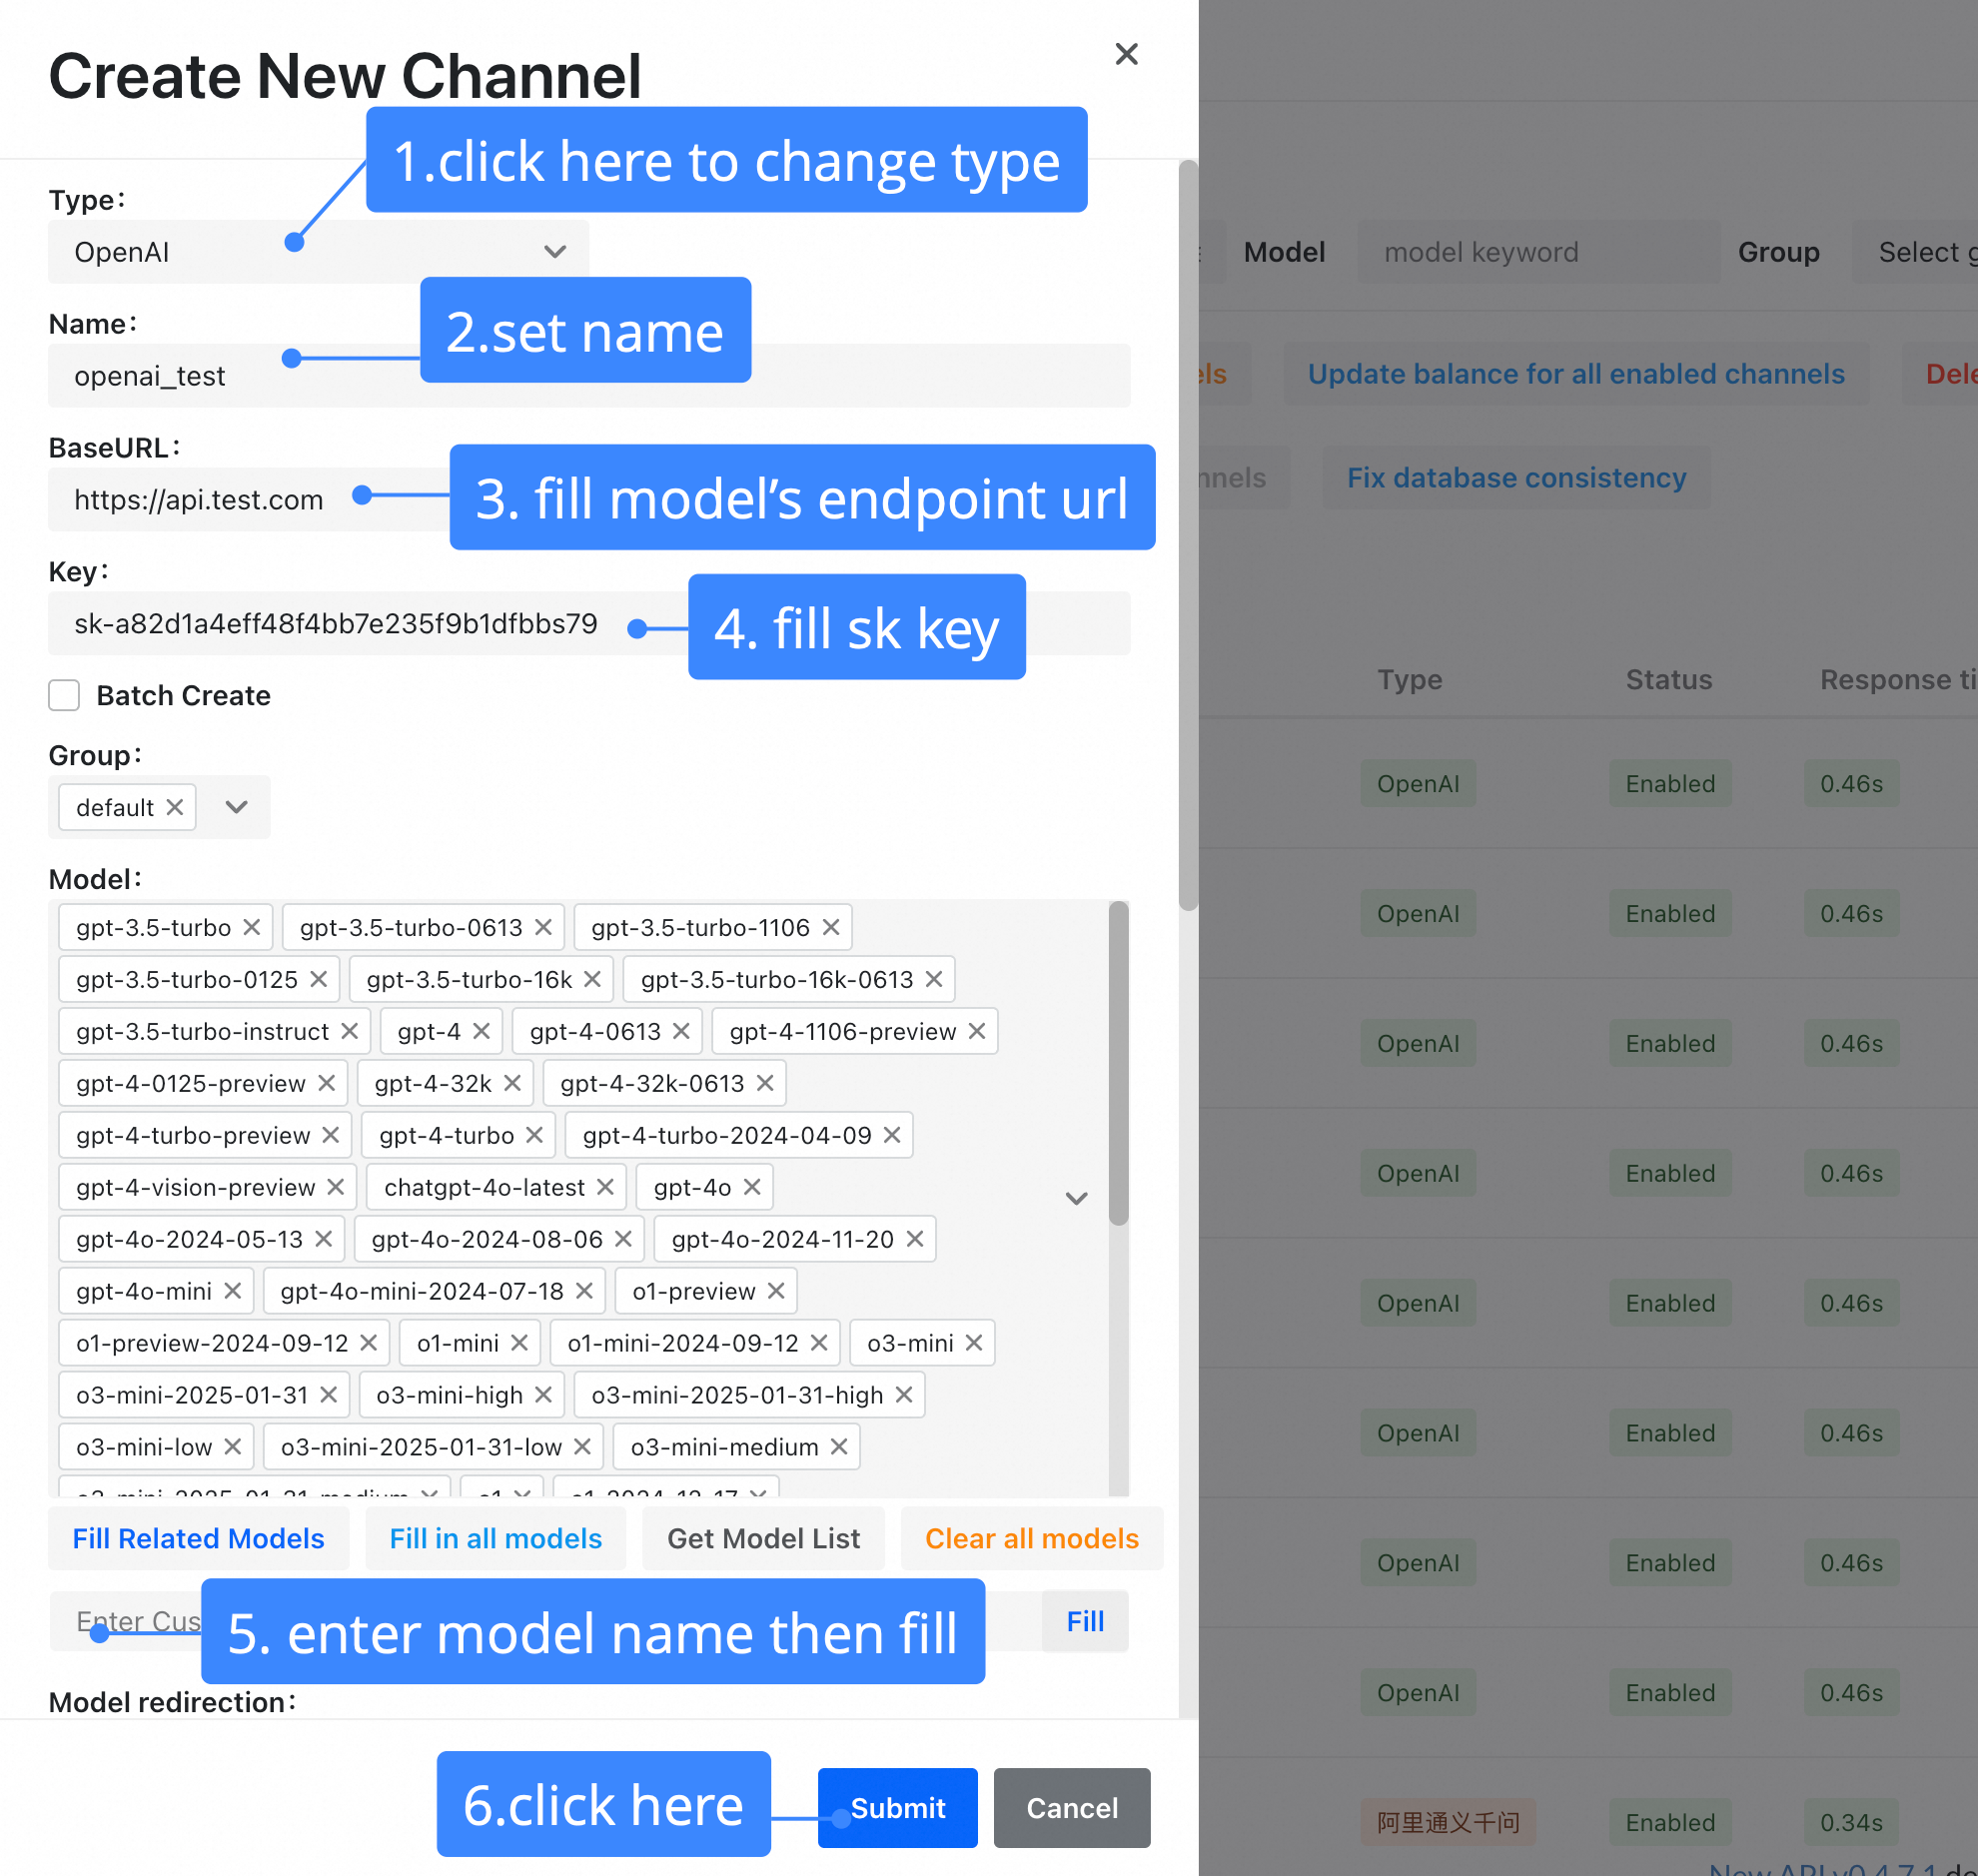 Create New Channel
1.click here to change type
Type:
OpenAI
2.set name
Name:
openai_test
BaseURL:
https://api.test.com
3. fill model’s endpoint url
Key:
sk-a82d1a4eff48f4bb7e235f9b1dfbbs79
4. fill sk key
Batch Create
Group:
default
Model:
gpt-3.5-turbo gpt-3.5-turbo-0613 gpt-3.5-turbo-1106
gpt-3.5-turbo-0125 gpt-3.5-turbo-16k gpt-3.5-turbo-16k-0613
gpt-3.5-turbo-instruct gpt-4 gpt-4-0613 gpt-4-1106-preview
gpt-4-0125-preview gpt-4-32k gpt-4-32k-0613
gpt-4-turbo-preview gpt-4-turbo gpt-4-turbo-2024-04-09
gpt-4-vision-preview chatgpt-4o-latest gpt-4o
gpt-4o-2024-05-13 gpt-4o-2024-08-06 gpt-4o-2024-11-20
gpt-4o-mini gpt-4o-mini-2024-07-18 o1-preview
o1-preview-2024-09-12 o1-mini o1-mini-2024-09-12 o3-mini
o3-mini-2025-01-31 o3-mini-high o3-mini-2025-01-31-high
o3-mini-low o3-mini-2025-01-31-low o3-mini-medium
o3-mini-2025-01-31-medium o1 o1-2024-12-17
Fill Related Models Fill in all models Get Model List Clear all models
Enter Cus
5. enter model name then fill
Fill
Model redirection:
6.click here
Submit Cancel
Model model keyword Group Select g
els Update balance for all enabled channels Dele
nnels Fix database consistency
Type Status Response ti
OpenAI Enabled 0.46s
OpenAI Enabled 0.46s
OpenAI Enabled 0.46s
OpenAI Enabled 0.46s
OpenAI Enabled 0.46s
OpenAI Enabled 0.46s
OpenAI Enabled 0.46s
OpenAI Enabled 0.46s
阿里通义千问 Enabled 0.34s
New API v0.4.7.1 de